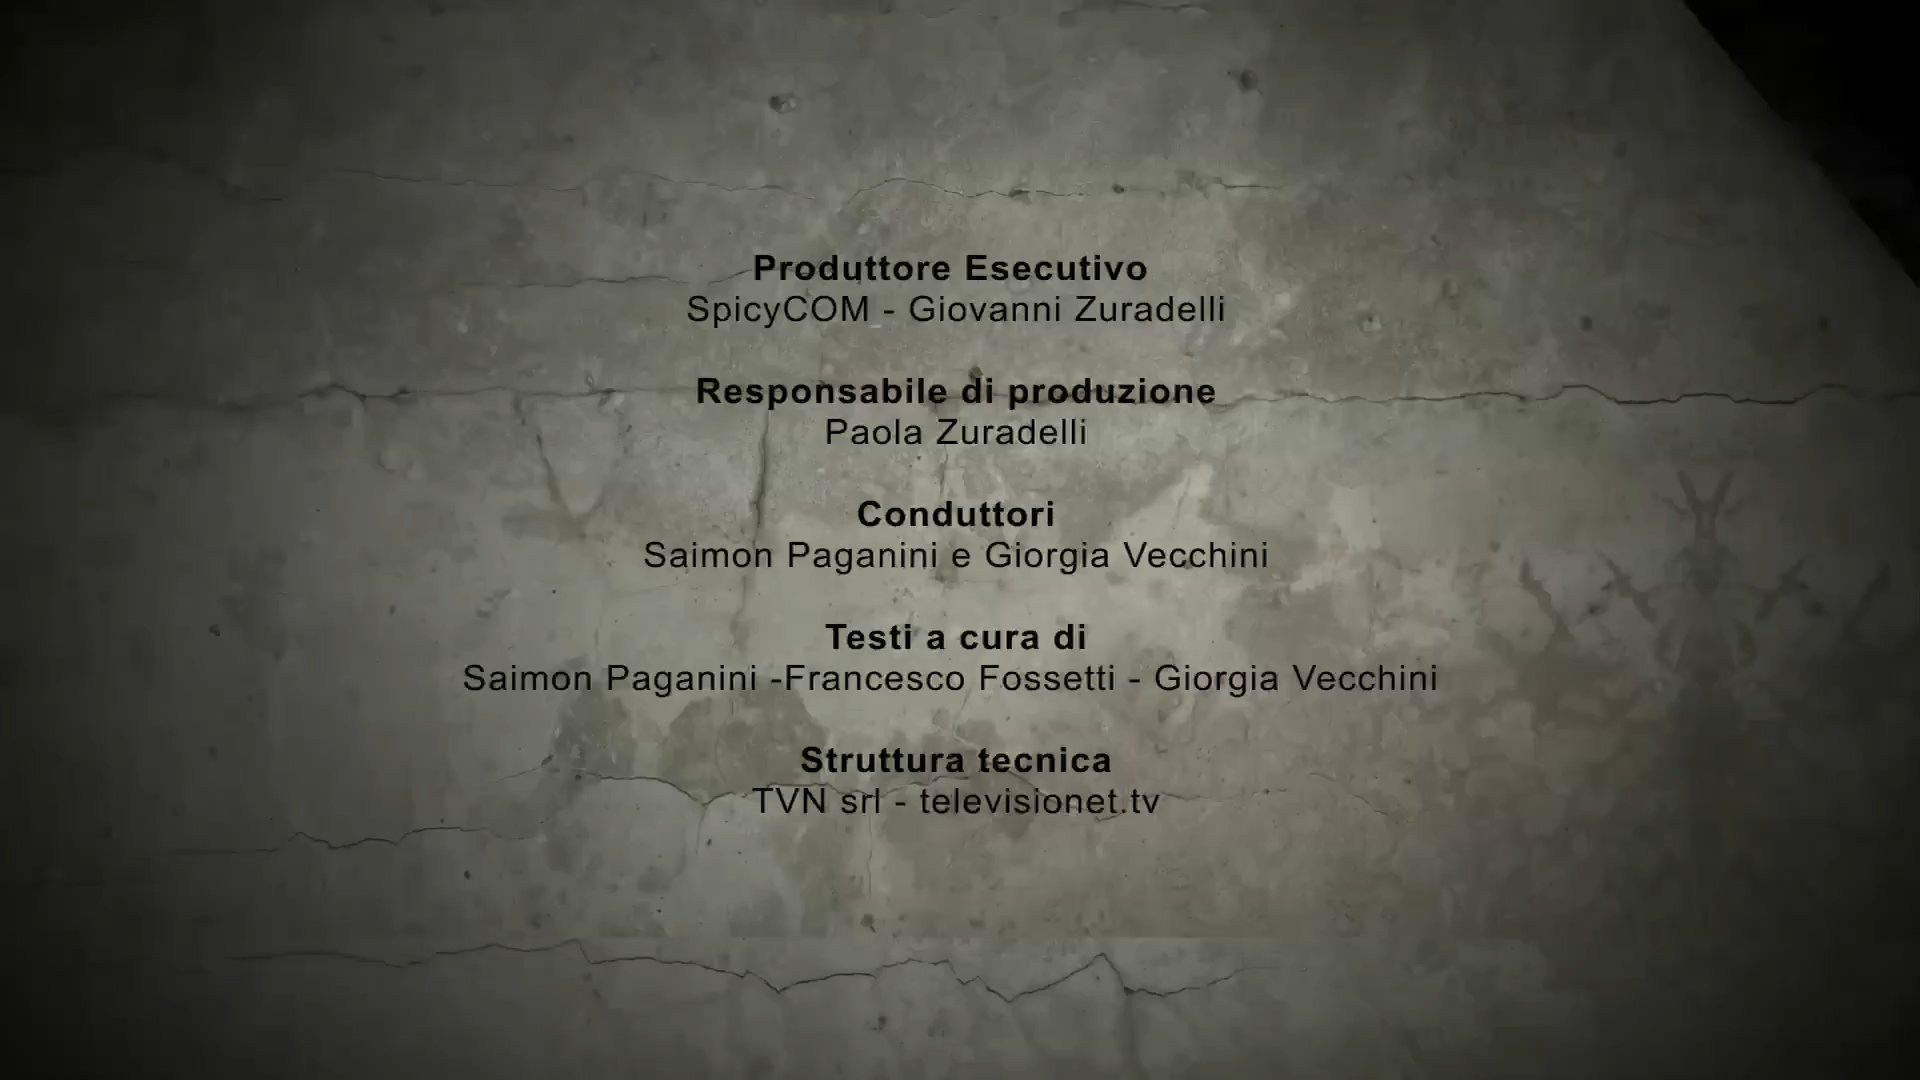 Produttore Esecutivo
SpicyCOM - Giovanni Zuradelli
Responsabile di produzione
Paola Zuradelli
Conduttori
Saimon Paganini e Giorgia Vecchini
Testi a cura di
Saimon Paganini -Francesco Fossetti - Giorgia Vecchini
Struttura tecnica
TVN srl - televisionet.tv